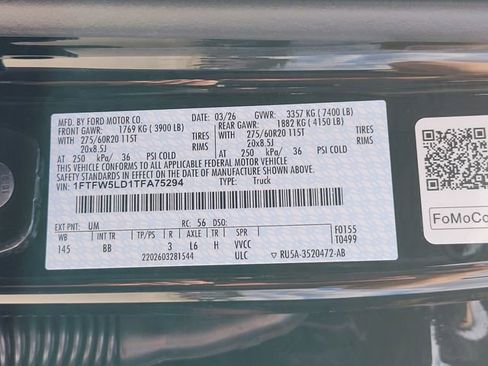 MFD. BY FORD MOTOR CO. 03/26 GVWR: 3357 KG ( 7400 LB)
FRONT GAWR: 1769 KG ( 3900 LB) REAR GAWR: 1882 KG ( 4150 LB)
WITH 275/60R20 115T WITH 275/60R20 115T TIRES
20x8.5J TIRES 20x8.5J RIMS
AT 250 kPa/ 36 PSI COLD RIMS AT 250 kPa/ 36 PSI COLD
THIS VEHICLE CONFORMS TO ALL APPLICABLE FEDERAL MOTOR VEHICLE
SAFETY STANDARDS IN EFFECT ON THE DATE OF MANUFACTURE SHOWN ABOVE.
VIN: 1FTFW5LD1TFA75294 TYPE: Truck
EXT PNT: UM RC: 56 DSO: F0155
WB INT TR TP/PS R AXLE TR SPR T0499
145 BB 3 L6 H VVCC
2202603281544 ULC ▽ RU5A-3520472-AB
FoMoCo